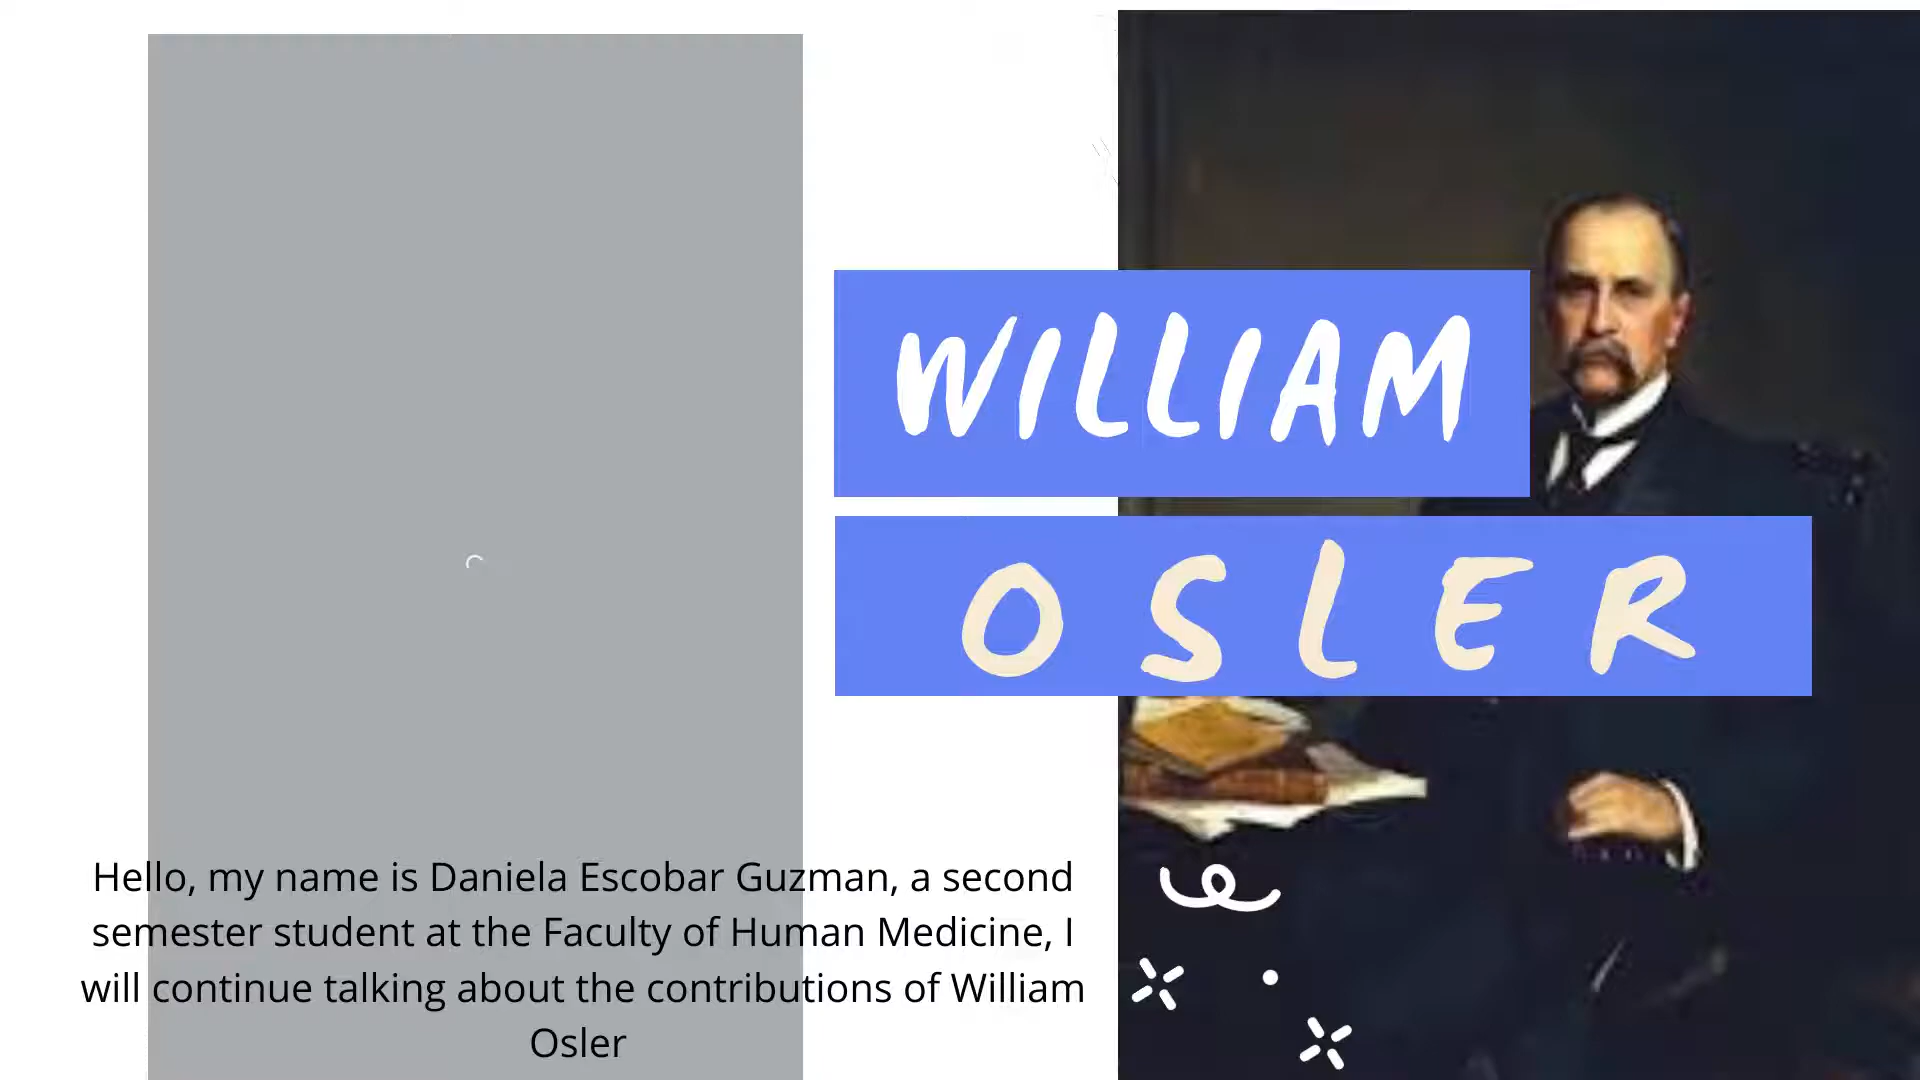 WILLIAM
OSLER
Hello, my name is Daniela Escobar Guzman, a second
semester student at the Faculty of Human Medicine, I
will continue talking about the contributions of William
Osler